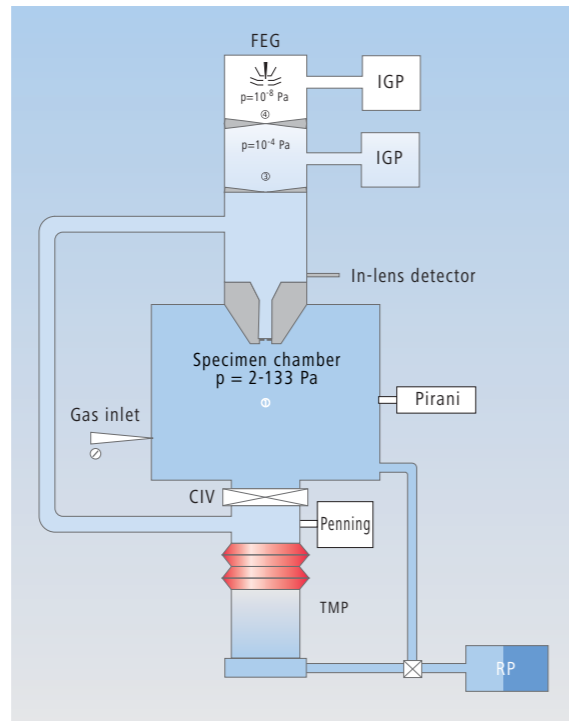 FEG
p=10⁻⁸ Pa
④
IGP
p=10⁻⁴ Pa
③
IGP
In-lens detector
Specimen chamber
p = 2-133 Pa
①
Pirani
Gas inlet
CIV
Penning
TMP
RP